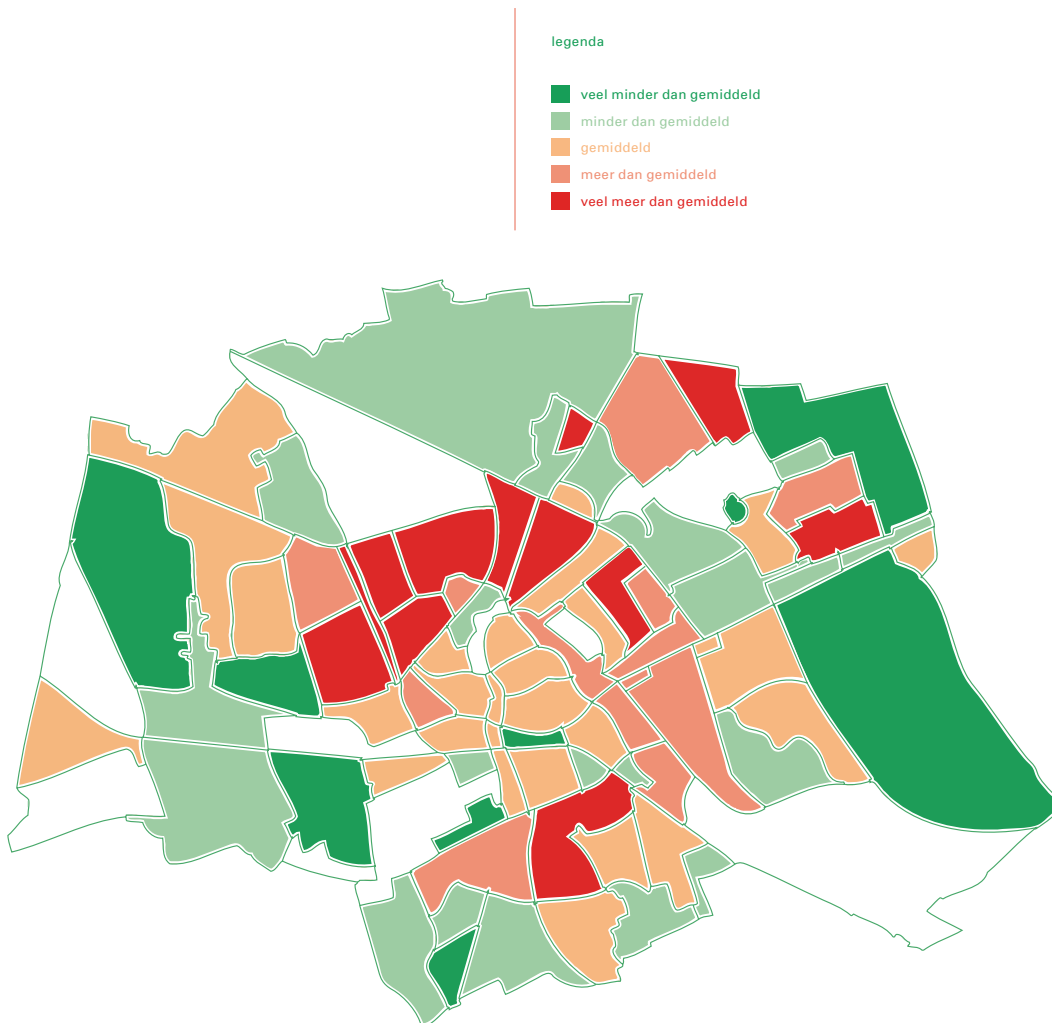 legenda
veel minder dan gemiddeld
minder dan gemiddeld
gemiddeld
meer dan gemiddeld
veel meer dan gemiddeld